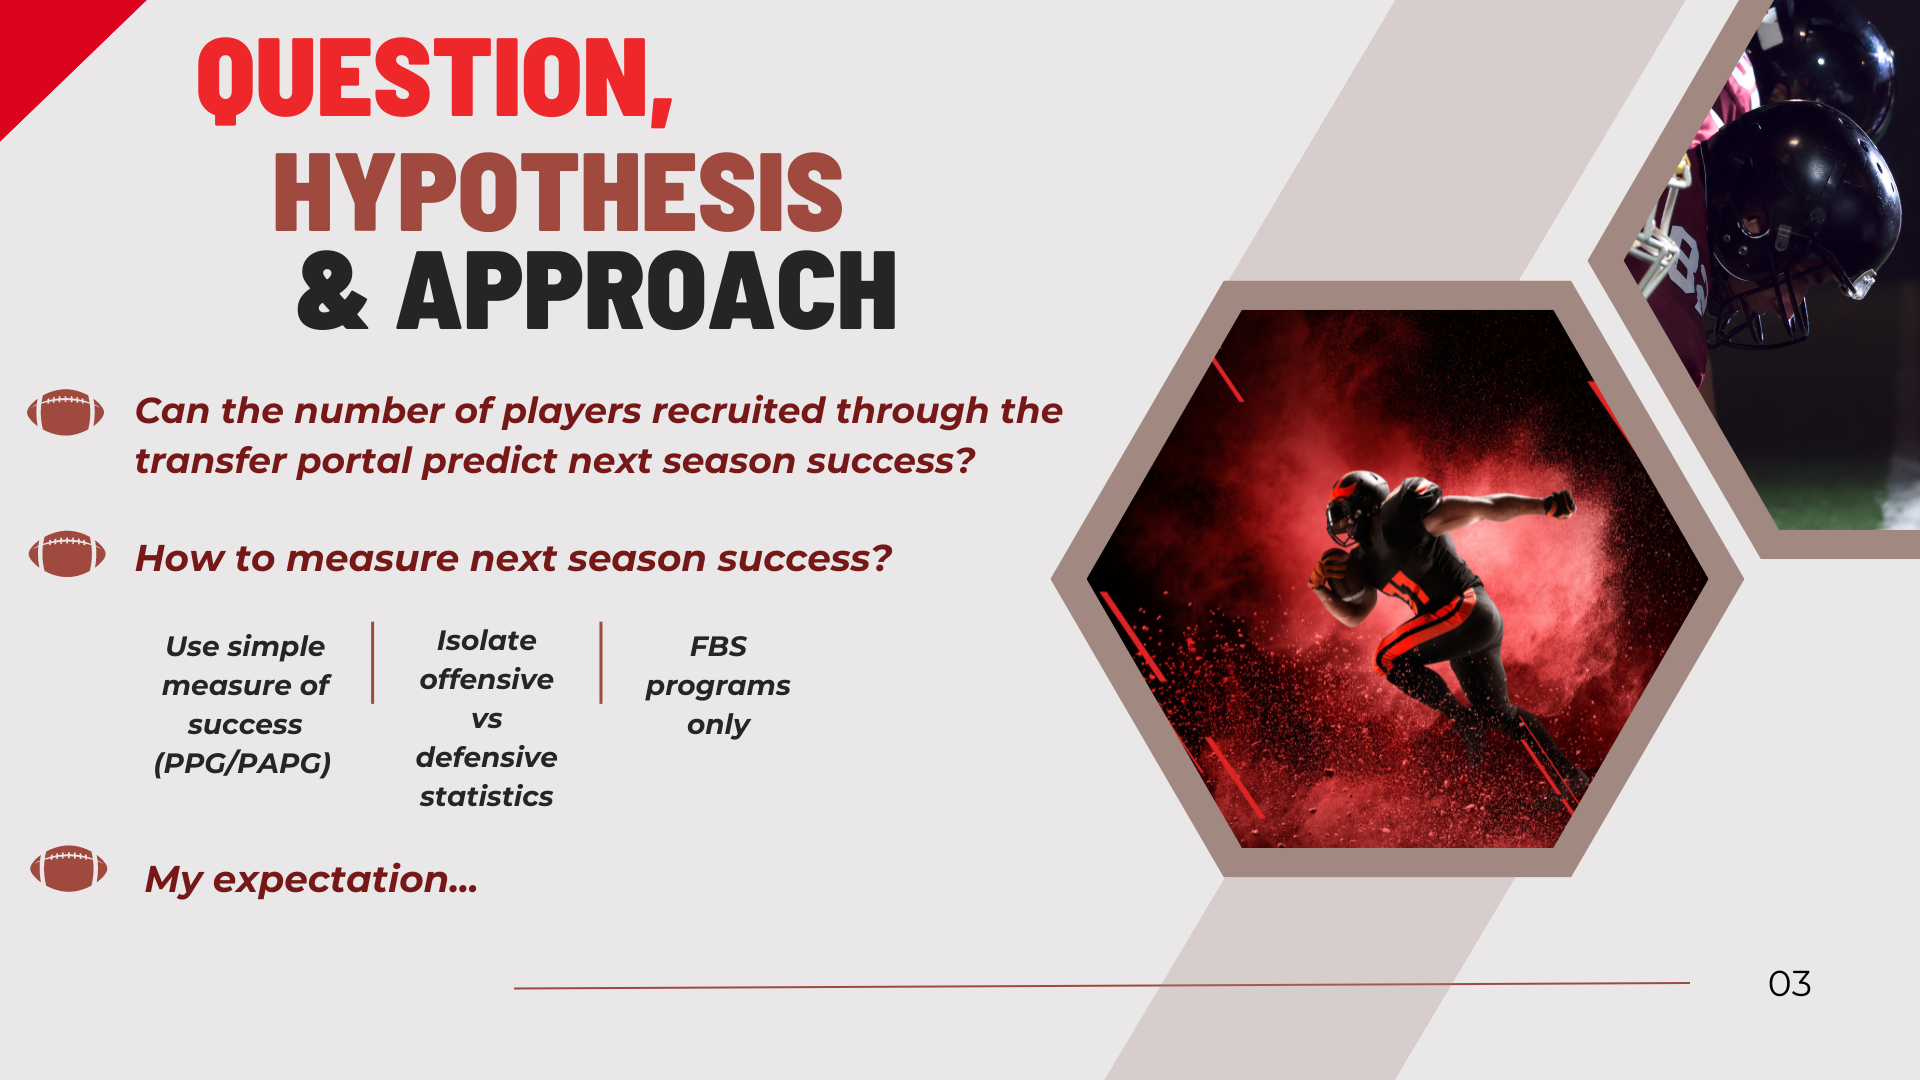 QUESTION,
HYPOTHESIS
& APPROACH
Can the number of players recruited through the
transfer portal predict next season success?
How to measure next season success?
Use simple
measure of
success
(PPG/PAPG)
Isolate
offensive
vs
defensive
statistics
FBS
programs
only
My expectation...
03